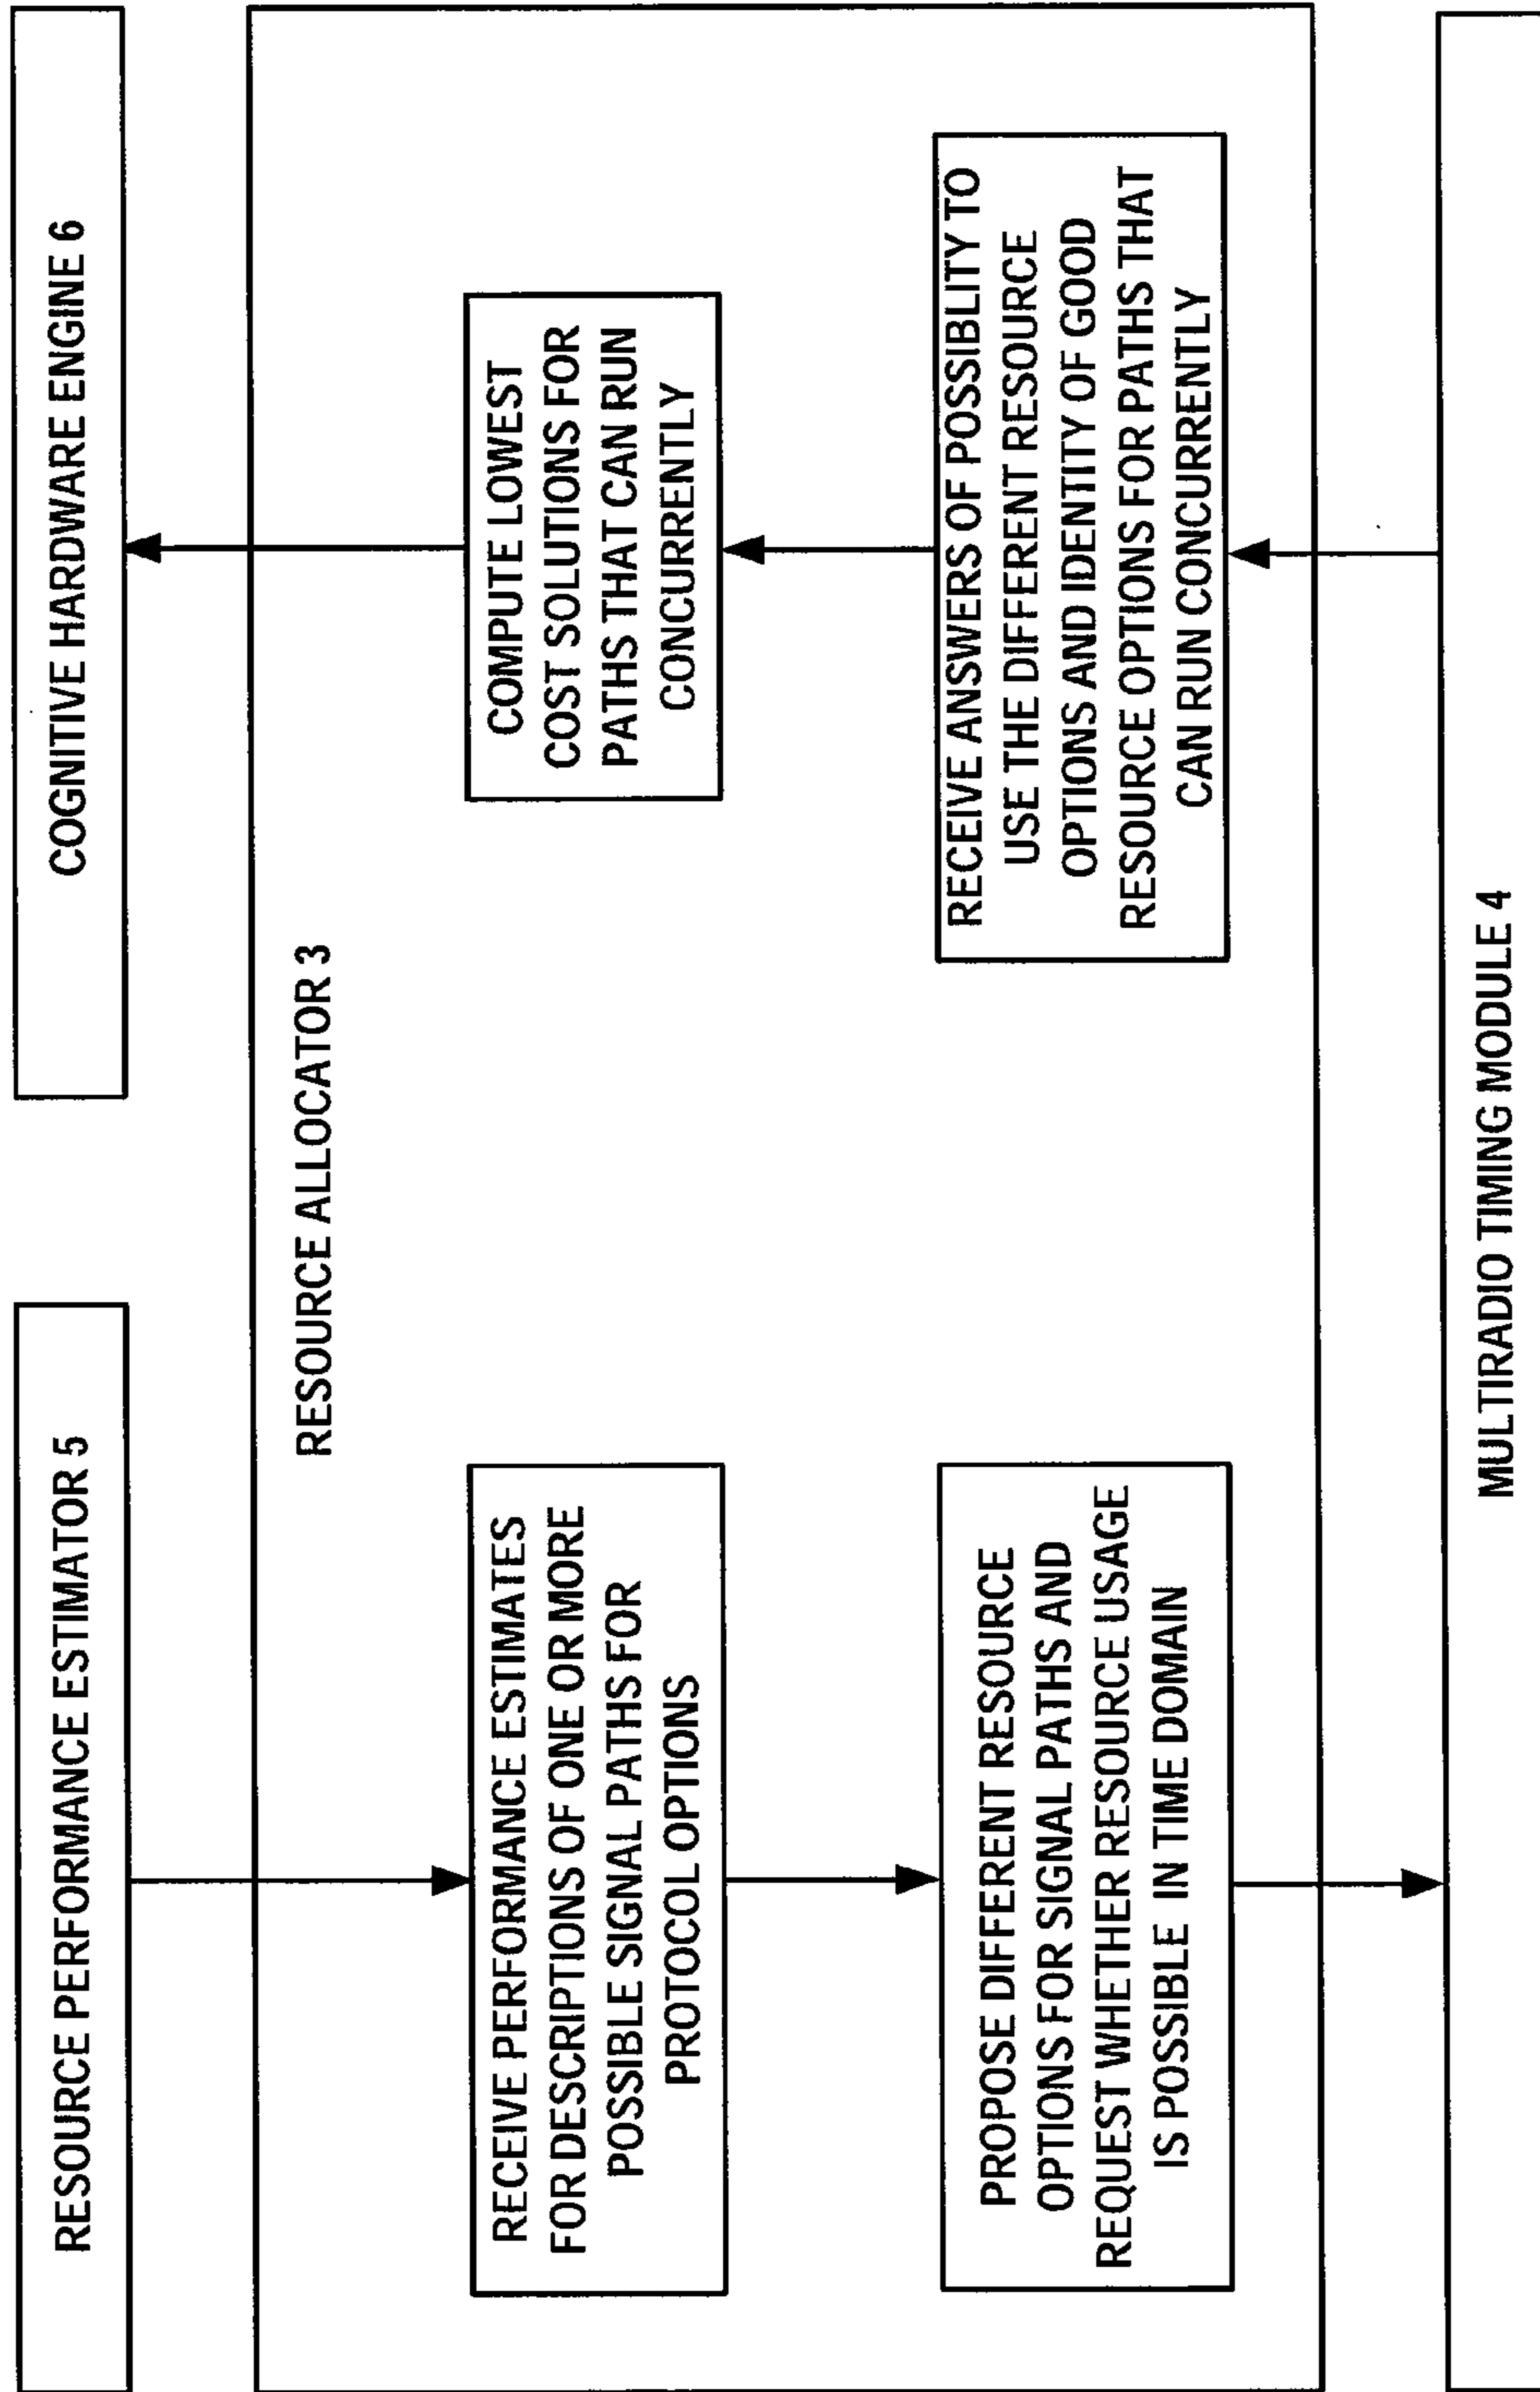 RESOURCE PERFORMANCE ESTIMATOR 5
COGNITIVE HARDWARE ENGINE 6
RESOURCE ALLOCATOR 3
RECEIVE PERFORMANCE ESTIMATES
FOR DESCRIPTIONS OF ONE OR MORE
POSSIBLE SIGNAL PATHS FOR
PROTOCOL OPTIONS
PROPOSE DIFFERENT RESOURCE
OPTIONS FOR SIGNAL PATHS AND
REQUEST WHETHER RESOURCE USAGE
IS POSSIBLE IN TIME DOMAIN
COMPUTE LOWEST
COST SOLUTIONS FOR
PATHS THAT CAN RUN
CONCURRENTLY
RECEIVE ANSWERS OF POSSIBLITY TO
USE THE DIFFERENT RESOURCE
OPTIONS AND IDENTITY OF GOOD
RESOURCE OPTIONS FOR PATHS THAT
CAN RUN CONCURRENTLY
MULTIRADIO TIMING MODULE 4